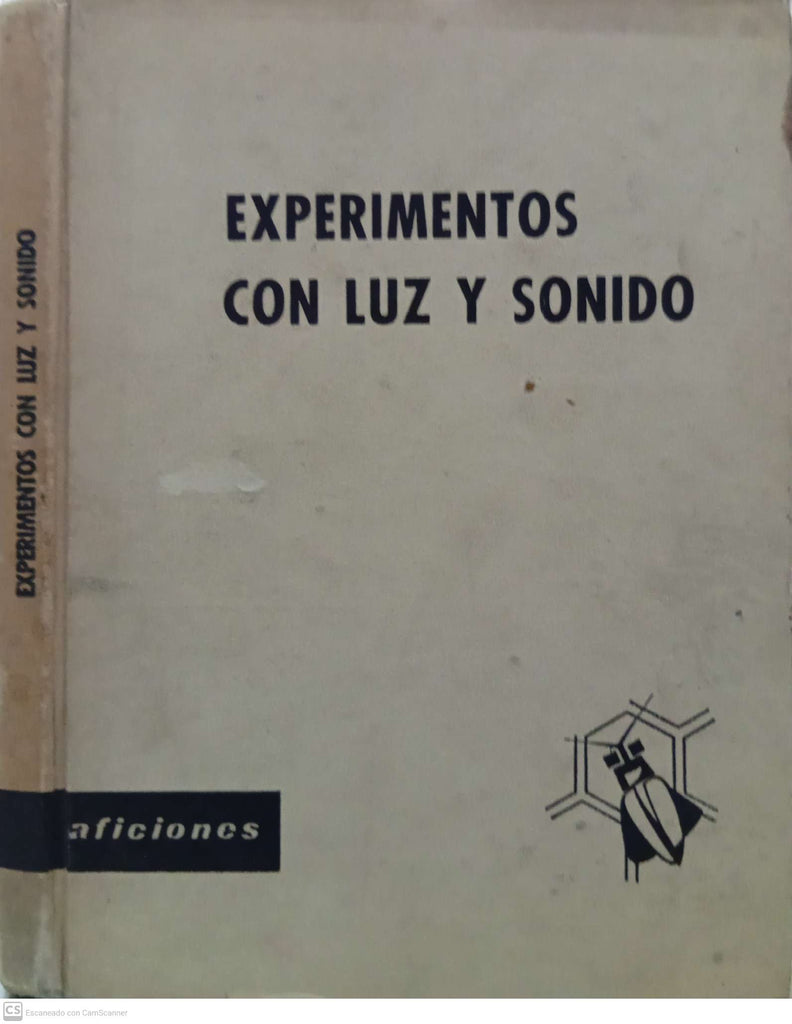 EXPERIMENTOS
CON LUZ Y SONIDO
EXPERIMENTOS CON LUZ Y SONIDO
aficiones
CS Escaneado con CamScanner